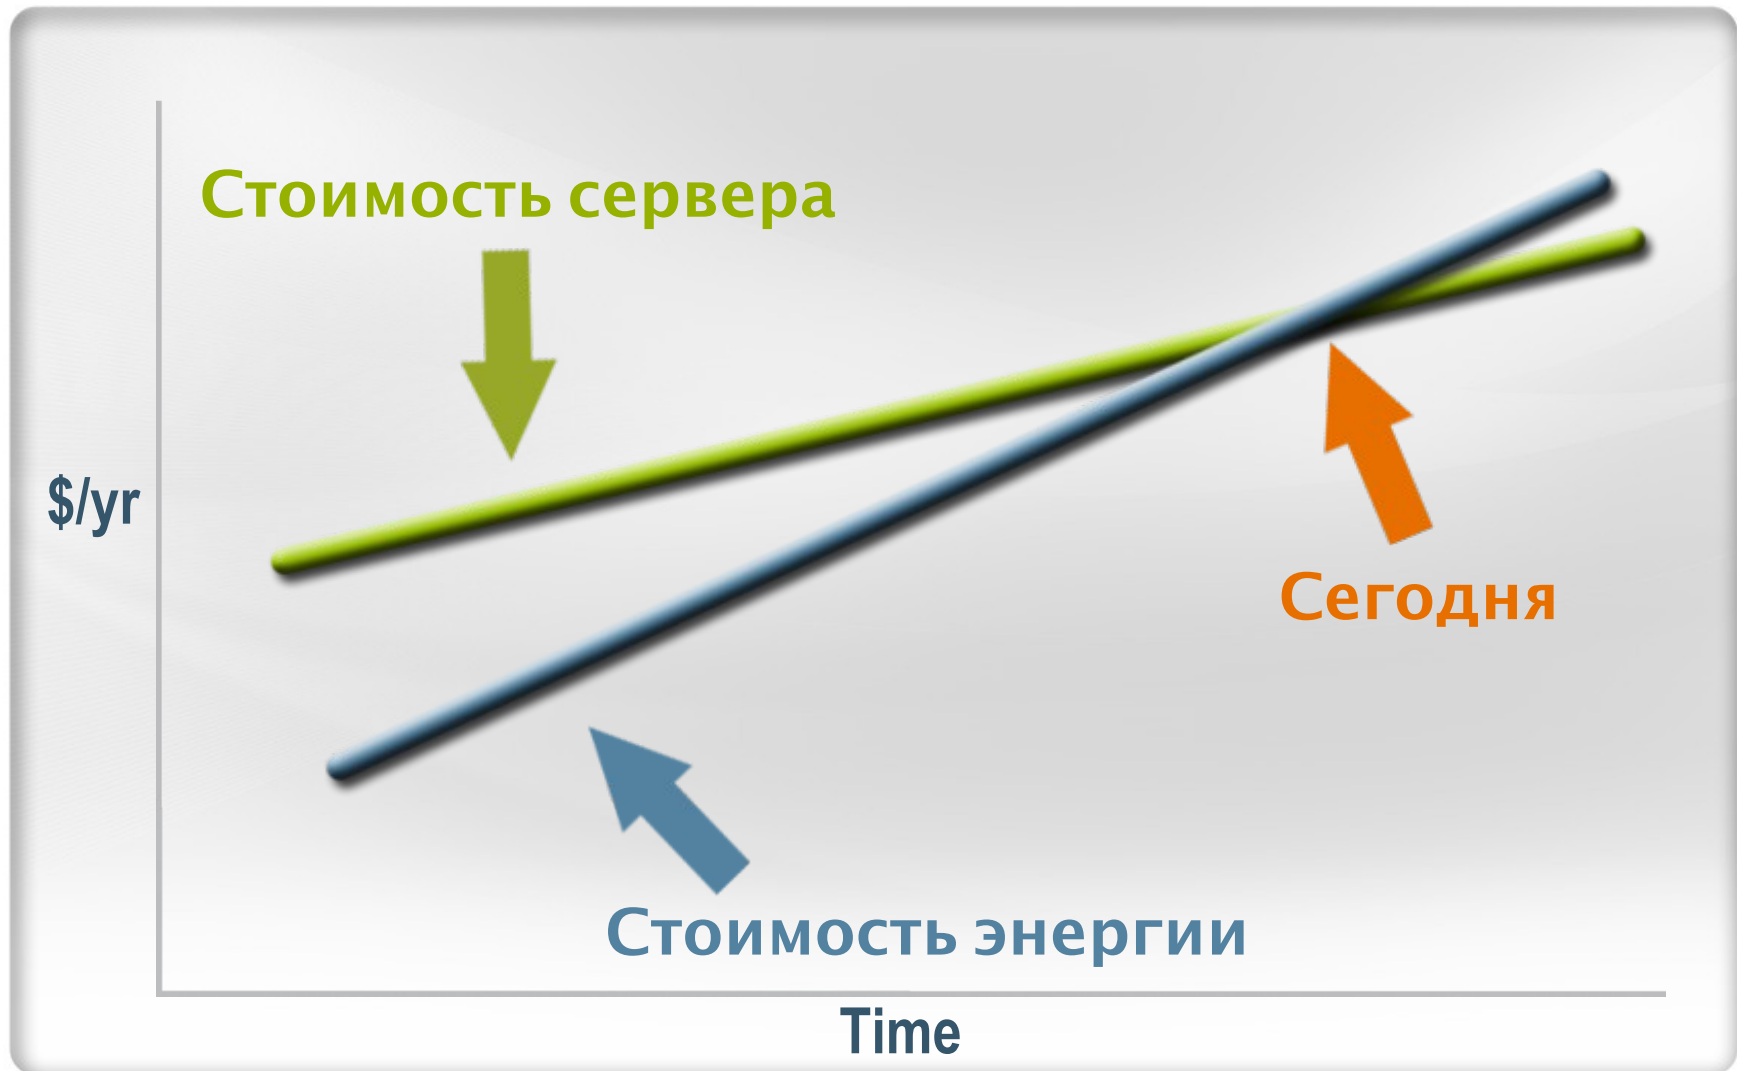 Стоимость сервера
$/yr
Сегодня
Стоимость энергии
Time